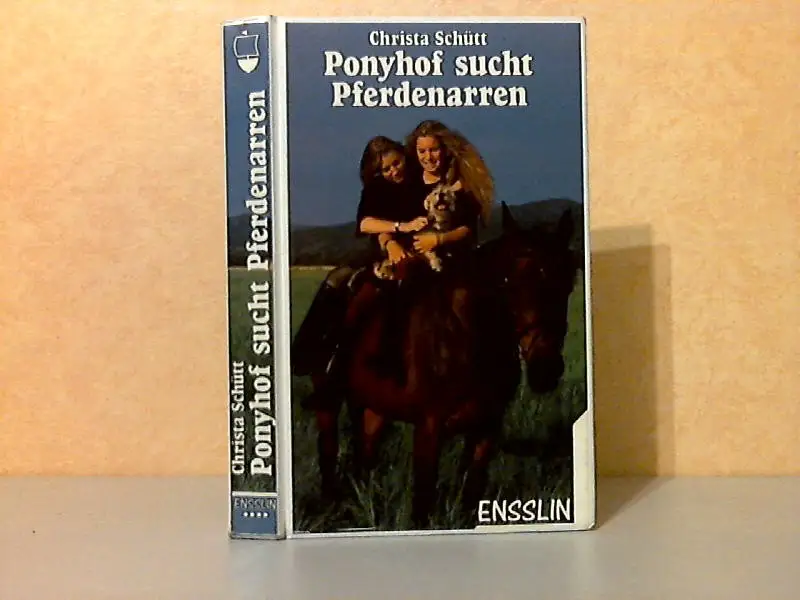 Christa Schütt
Ponyhof sucht
Pferdenarren
ENSSLIN
Christa Schütt
Ponyhof sucht Pferdenarren
ENSSLIN